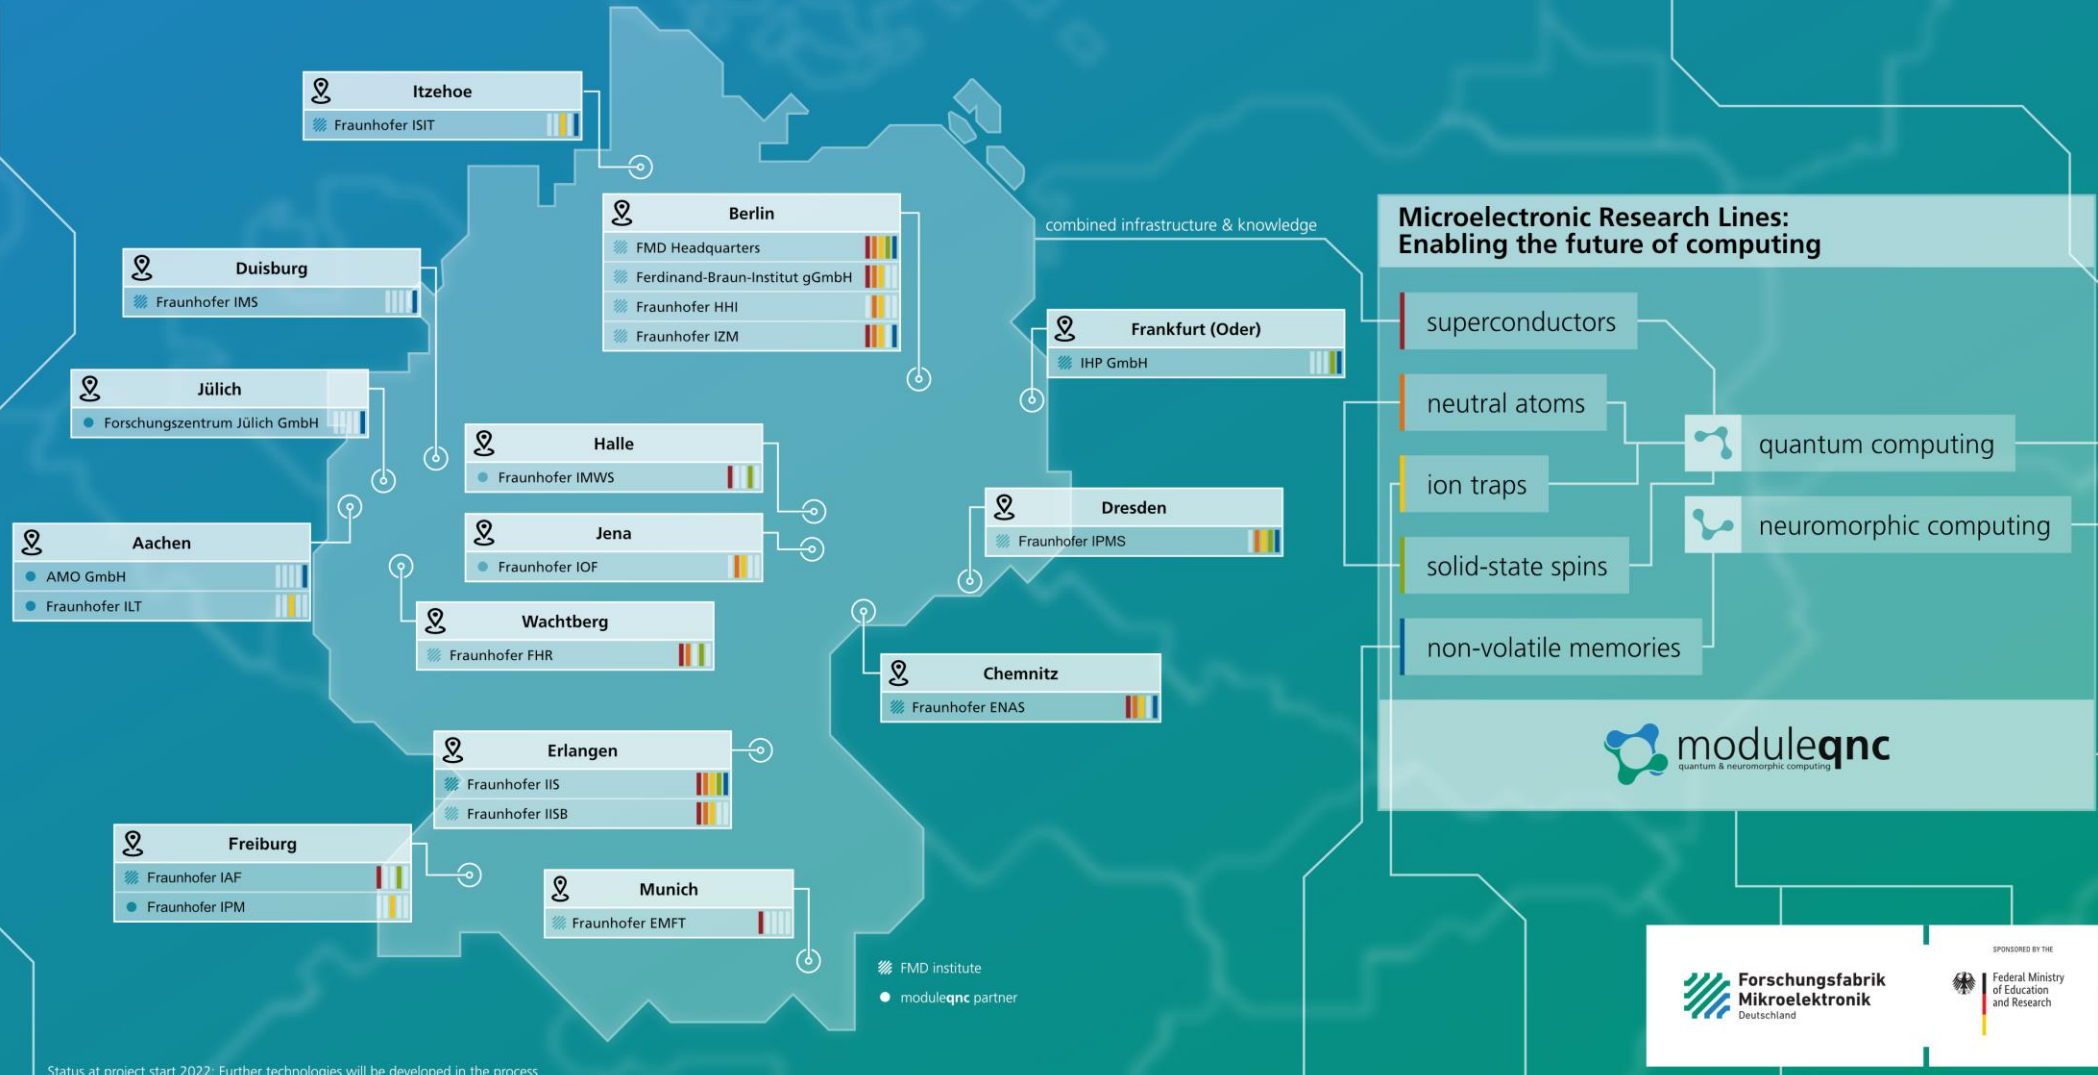 Itzehoe
Fraunhofer ISIT
Berlin
FMD Headquarters
Ferdinand-Braun-Institut gGmbH
Fraunhofer HHI
Fraunhofer IZM
Duisburg
Fraunhofer IMS
Jülich
Forschungszentrum Jülich GmbH
Halle
Fraunhofer IMWS
Jena
Fraunhofer IOF
Aachen
AMO GmbH
Fraunhofer ILT
Wachtberg
Fraunhofer FHR
Frankfurt (Oder)
IHP GmbH
Dresden
Fraunhofer IPMS
Chemnitz
Fraunhofer ENAS
Erlangen
Fraunhofer IIS
Fraunhofer IISB
Freiburg
Fraunhofer IAF
Fraunhofer IPM
Munich
Fraunhofer EMFT
FMD institute
moduleqnc partner
Status at project start 2022: Further technologies will be developed in the process
combined infrastructure & knowledge
Microelectronic Research Lines:
Enabling the future of computing
superconductors
neutral atoms
ion traps
solid-state spins
non-volatile memories
quantum computing
neuromorphic computing
moduleqnc
quantum & neuromorphic computing
Forschungsfabrik
Mikroelektronik
Deutschland
SPONSORED BY THE
Federal Ministry
of Education
and Research